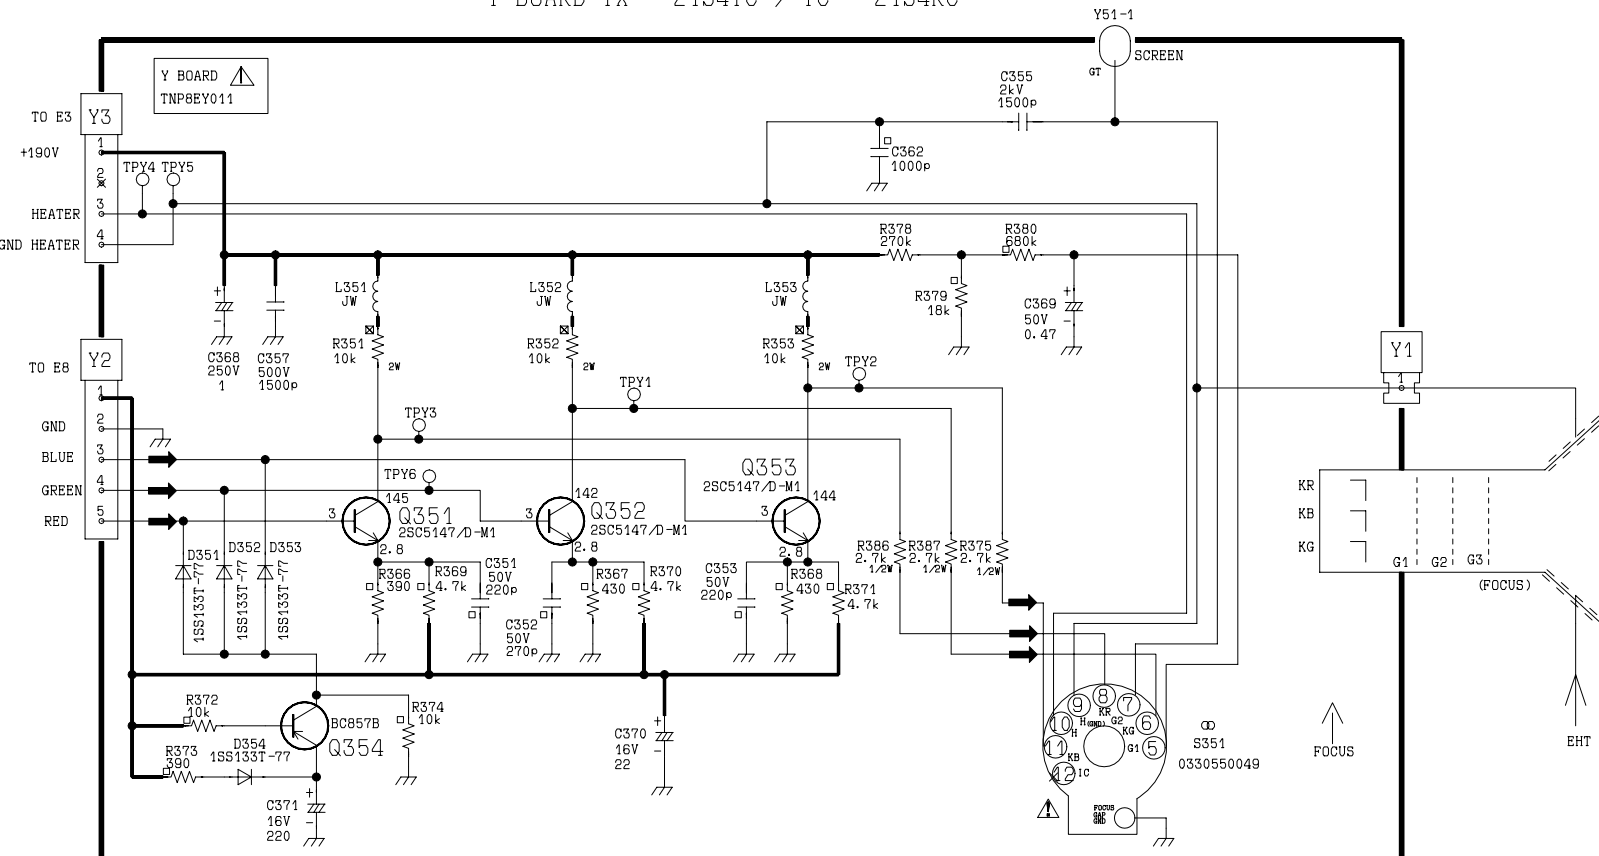 Y51-1
SCREEN
GT
Y BOARD
TNP8EY011
C355
2kV
1500p
TO E3
Y3
+190V
1
2
3
4
TPY4
TPY5
HEATER
GND HEATER
C362
1000p
R378
270k
R380
680k
R379
18k
C369
50V
0.47
+
-
L351
JW
L352
JW
L353
JW
R351
10k
2W
R352
10k
2W
R353
10k
2W
C368
250V
1
+
-
C357
500V
1500p
TO E8
Y2
1
2
3
4
5
GND
BLUE
GREEN
RED
TPY3
TPY1
TPY2
TPY6
Y1
1
145
3
Q351
2SC5147/D-M1
2.8
142
3
Q352
2SC5147/D-M1
2.8
Q353
2SC5147/D-M1
144
3
2.8
D351
1SS133T-77
D352
1SS133T-77
D353
1SS133T-77
R366
390
R369
4.7k
C351
50V
220p
C352
50V
270p
R367
430
R370
4.7k
C353
50V
220p
R368
430
R371
4.7k
R386
2.7k
1/2W
R387
2.7k
1/2W
R375
2.7k
1/2W
KR
KB
KG
G1
G2
G3
(FOCUS)
R372
10k
R373
390
D354
1SS133T-77
BC857B
Q354
R374
10k
C371
16V
220
+
-
C370
16V
22
+
-
5
6
7
8
9
10
11
12
H(GND)
KR
G2
H
KG
KB
G1
IC
FOCUS
GAP
GND
S351
0330550049
FOCUS
EHT